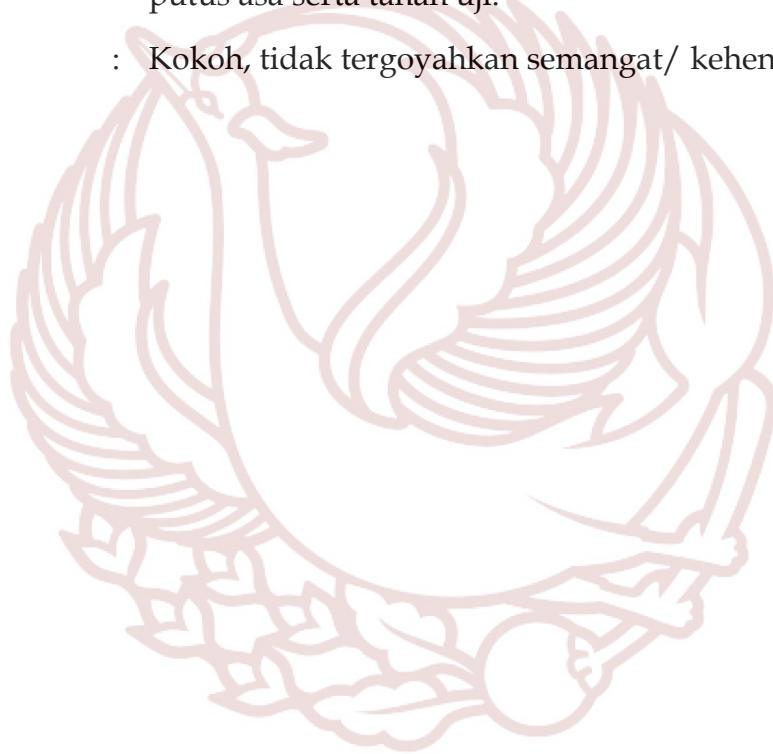 putus asa serta tahan uji.
: Kokoh, tidak tergoyahkan semangat/ kehen